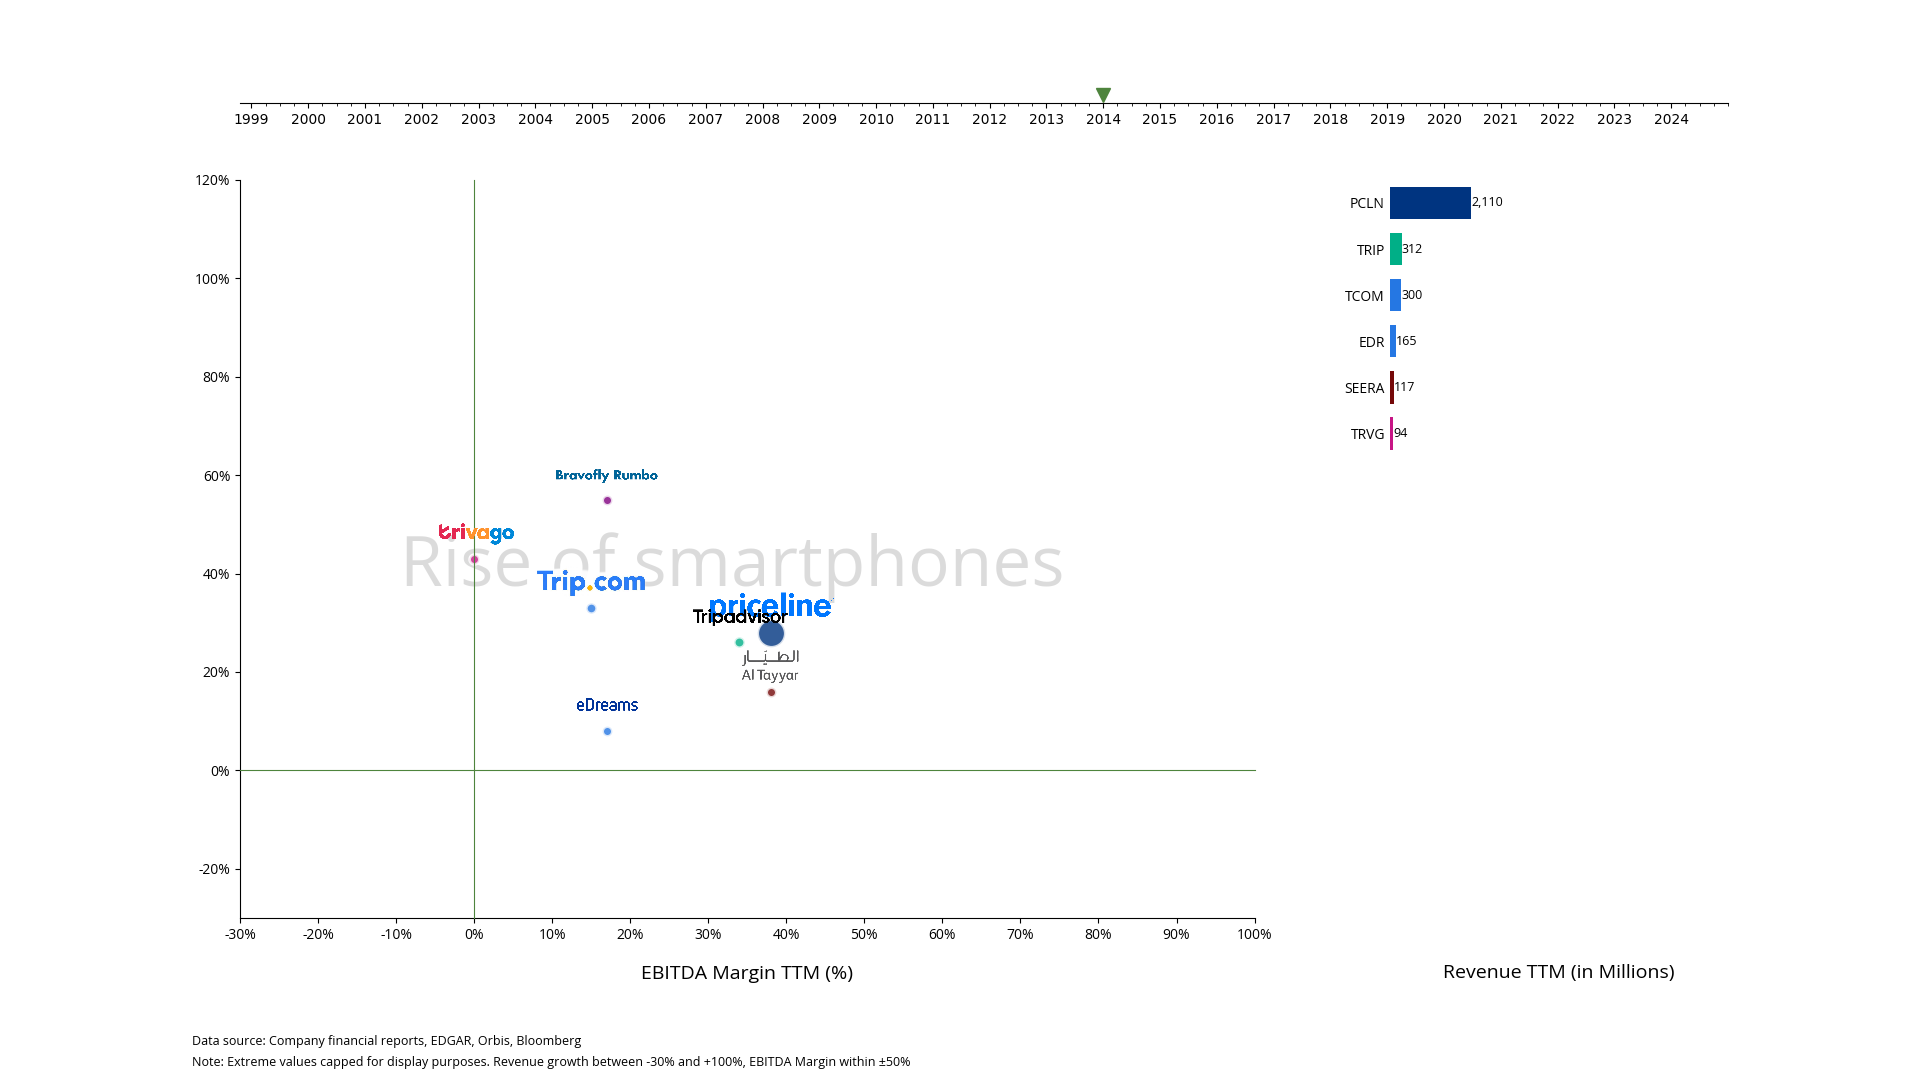 1999 2000 2001 2002 2003 2004 2005 2006 2007 2008 2009 2010 2011 2012 2013 2014 2015 2016 2017 2018 2019 2020 2021 2022 2023 2024
120%
100%
80%
60%
40%
20%
0%
-20%
-30% -20% -10% 0% 10% 20% 30% 40% 50% 60% 70% 80% 90% 100%
EBITDA Margin TTM (%)
Rise of smartphones
Bravofly Rumbo
trivago
Trip.com
priceline
Tripadvisor
الطيّار
Al Tayyar
eDreams
PCLN 2,110
TRIP 312
TCOM 300
EDR 165
SEERA 117
TRVG 94
Revenue TTM (in Millions)
Data source: Company financial reports, EDGAR, Orbis, Bloomberg
Note: Extreme values capped for display purposes. Revenue growth between -30% and +100%, EBITDA Margin within ±50%